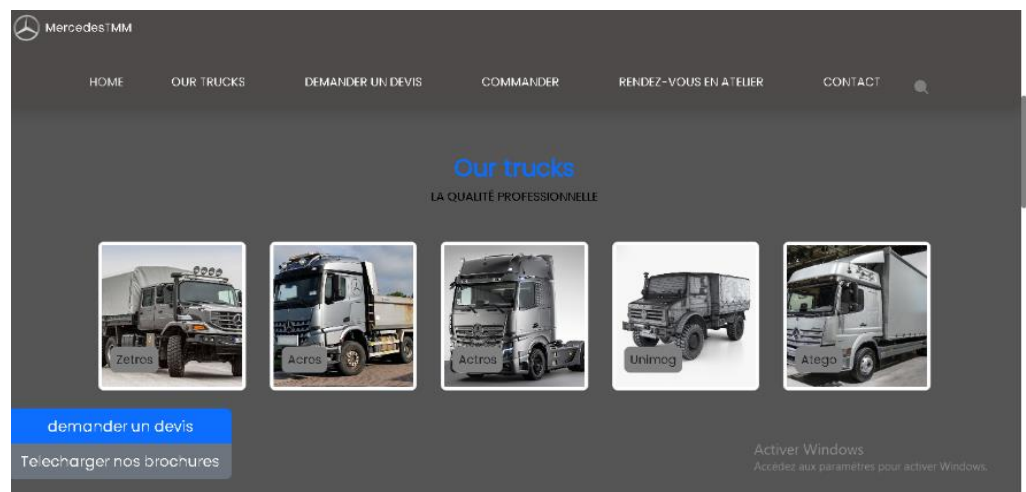 MercedesTMM
HOME OUR TRUCKS DEMANDER UN DEVIS COMMANDER RENDEZ-VOUS EN ATELIER CONTACT
Our trucks
LA QUALITÉ PROFESSIONNELLE
Zetros Acros Actros Unimog Atego
demander un devis
Telecharger nos brochures
Activer Windows
Accédez aux paramètres pour activer Windows.